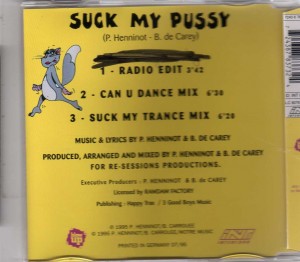 SUCK MY PUSSY
(P. Henninot - B. de Carey)
1 - RADIO EDIT 3'42
2 - CAN U DANCE MIX 6'30
3 - SUCK MY TRANCE MIX 6'20
MUSIC & LYRICS BY P. HENNINOT & B. DE CAREY
PRODUCED, ARRANGED AND MIXED BY P. HENNINOT & B. DE CAREY
FOR RE-SESSIONS PRODUCTIONS.
Executive Producers - P. HENNINOT & B. de CAREY
Licensed by RAMDAM FACTORY
Publishing - Happy Trax / 3 Good Boys Music
PRINTED IN GERMANY